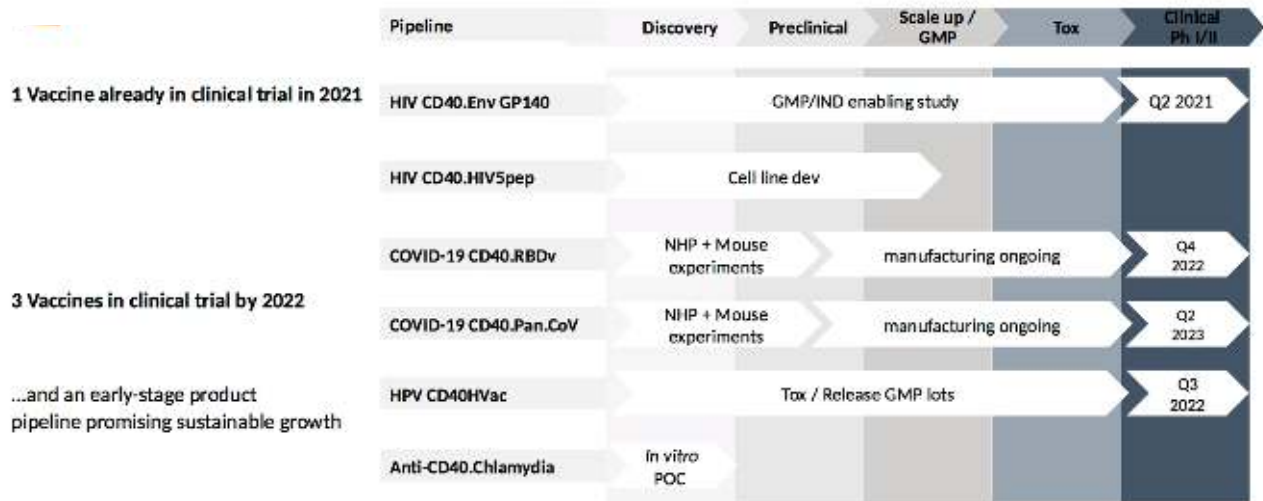 Pipeline
Discovery
Preclinical
Scale up /
GMP
Tox
Clinical
Ph I/II
1 Vaccine already in clinical trial in 2021
HIV CD40.Env GP140
GMP/IND enabling study
Q2 2021
HIV CD40.HIV5pep
Cell line dev
COVID-19 CD40.RBDv
NHP + Mouse
experiments
manufacturing ongoing
Q4
2022
3 Vaccines in clinical trial by 2022
COVID-19 CD40.Pan.CoV
NHP + Mouse
experiments
manufacturing ongoing
Q2
2023
...and an early-stage product
pipeline promising sustainable growth
HPV CD40HVac
Tox / Release GMP lots
Q3
2022
Anti-CD40.Chlamydia
In vitro
POC